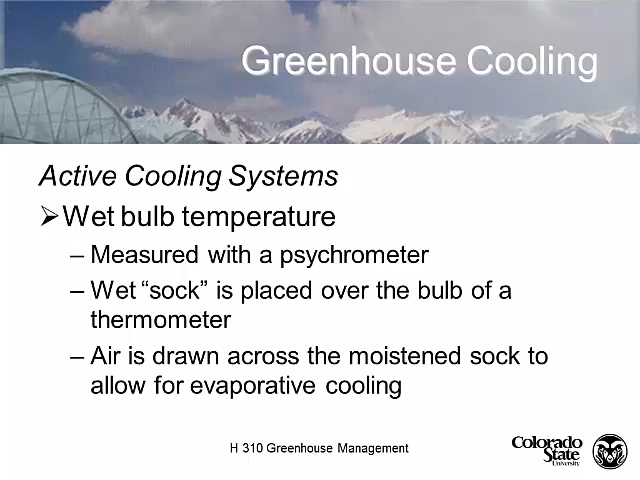 Greenhouse Cooling
Active Cooling Systems
➢Wet bulb temperature
– Measured with a psychrometer
– Wet “sock” is placed over the bulb of a
thermometer
– Air is drawn across the moistened sock to
allow for evaporative cooling
H 310 Greenhouse Management
Colorado
State
University